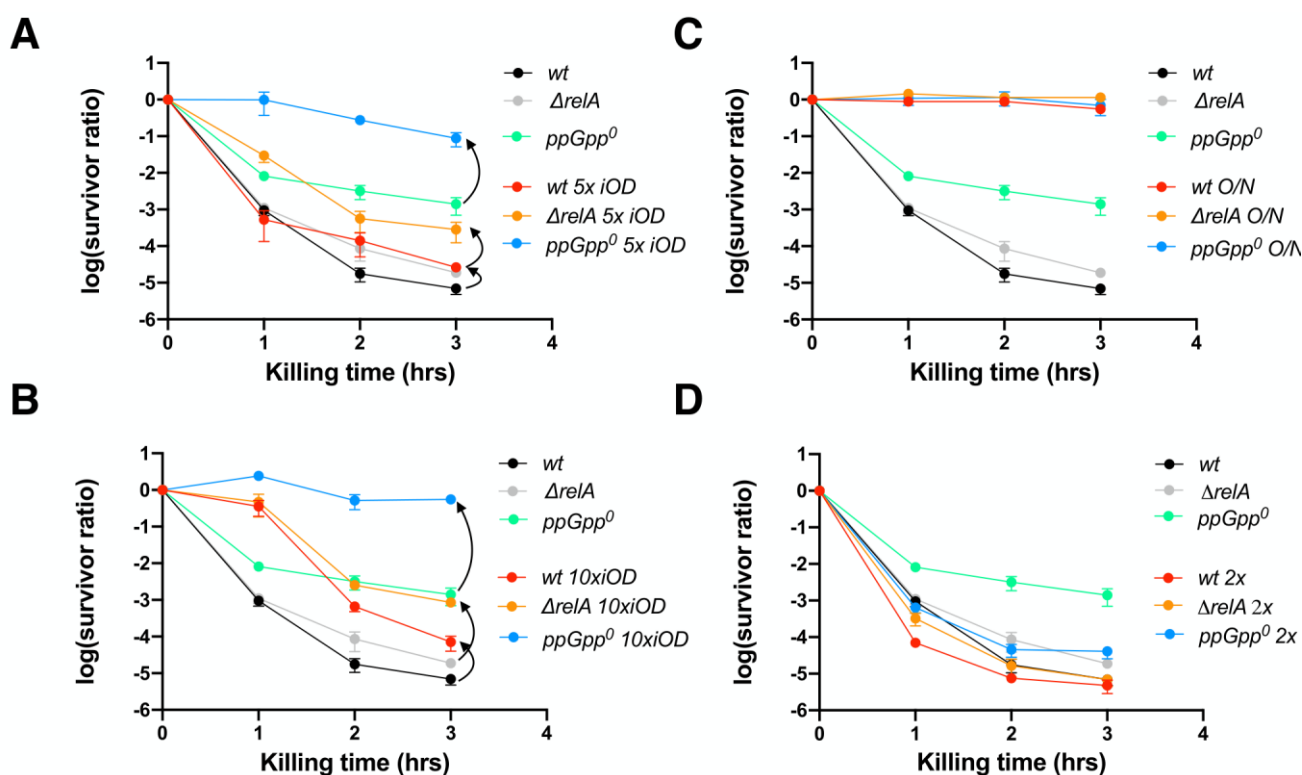 A
log(survivor ratio)
1
0
-1
-2
-3
-4
-5
-6
0 1 2 3 4
Killing time (hrs)
wt
ΔrelA
ppGpp⁰
wt 5x iOD
ΔrelA 5x iOD
ppGpp⁰ 5x iOD
B
log(survivor ratio)
1
0
-1
-2
-3
-4
-5
-6
0 1 2 3 4
Killing time (hrs)
wt
ΔrelA
ppGpp⁰
wt 10xiOD
ΔrelA 10xiOD
ppGpp⁰ 10xiOD
C
log(survivor ratio)
1
0
-1
-2
-3
-4
-5
-6
0 1 2 3 4
Killing time (hrs)
wt
ΔrelA
ppGpp⁰
wt O/N
ΔrelA O/N
ppGpp⁰ O/N
D
log(survivor ratio)
1
0
-1
-2
-3
-4
-5
-6
0 1 2 3 4
Killing time (hrs)
wt
ΔrelA
ppGpp⁰
wt 2x
ΔrelA 2x
ppGpp⁰ 2x